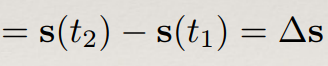 = s(t₂) − s(t₁) = Δs